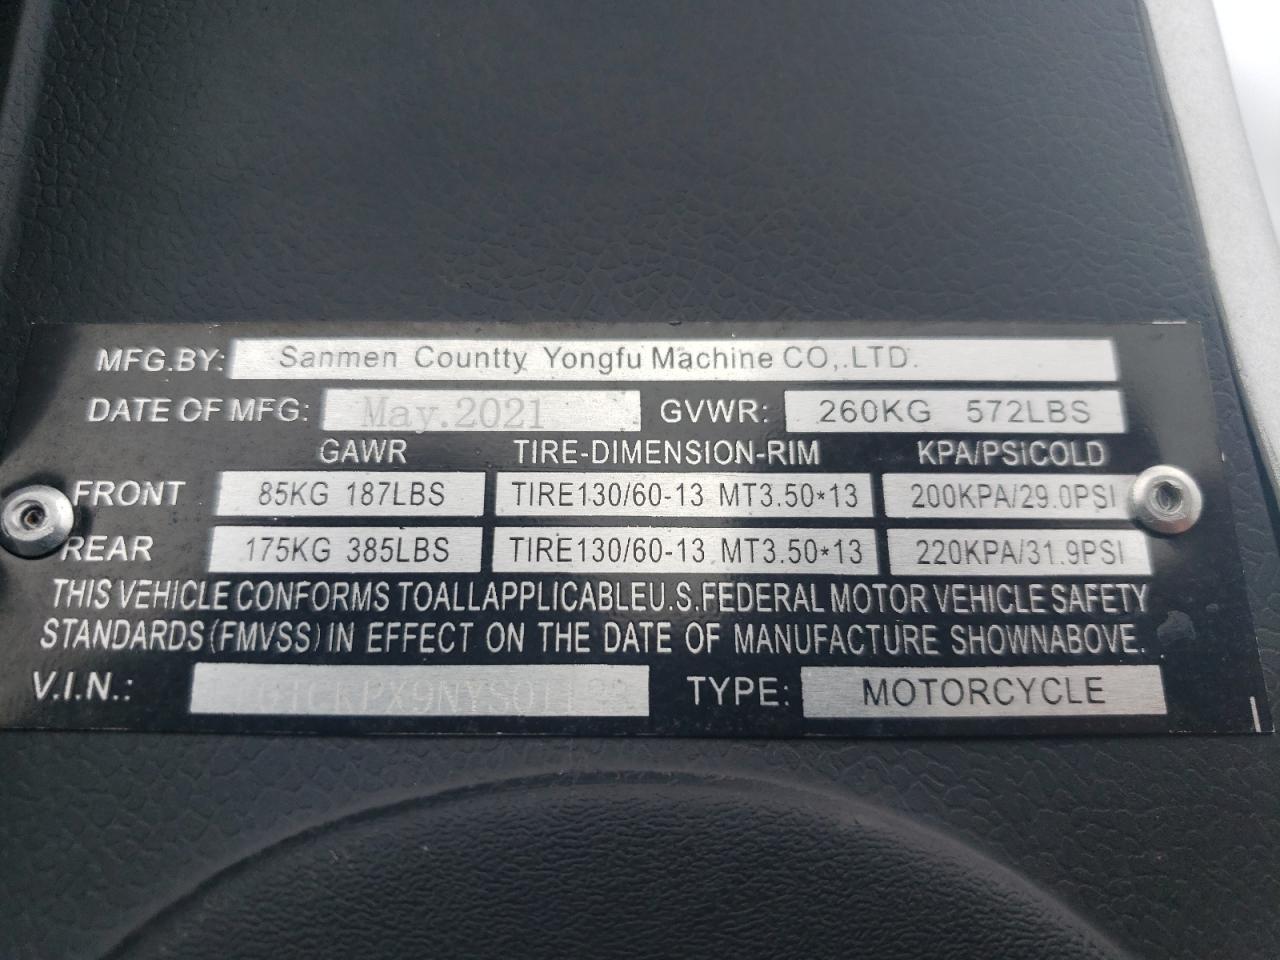 MFG.BY: Sanmen Countty Yongfu Machine CO,.LTD.
DATE OF MFG: May.2021 GVWR: 260KG 572LBS
GAWR TIRE-DIMENSION-RIM KPA/PSICOLD
FRONT 85KG 187LBS TIRE130/60-13 MT3.50*13 200KPA/29.0PSI
REAR 175KG 385LBS TIRE130/60-13 MT3.50*13 220KPA/31.9PSI
THIS VEHICLE CONFORMS TOALLAPPLICABLEU.S.FEDERAL MOTOR VEHICLE SAFETY
STANDARDS(FMVSS)IN EFFECT ON THE DATE OF MANUFACTURE SHOWNABOVE.
V.I.N.: TYPE: MOTORCYCLE